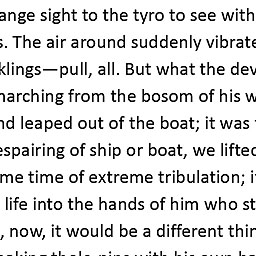 ange sight to the tyro to see with
s. The air around suddenly vibrate
klings—pull, all. But what the dev
narching from the bosom of his w
nd leaped out of the boat; it was
espairing of ship or boat, we lifted
me time of extreme tribulation; i
life into the hands of him who st
, now, it would be a different thin